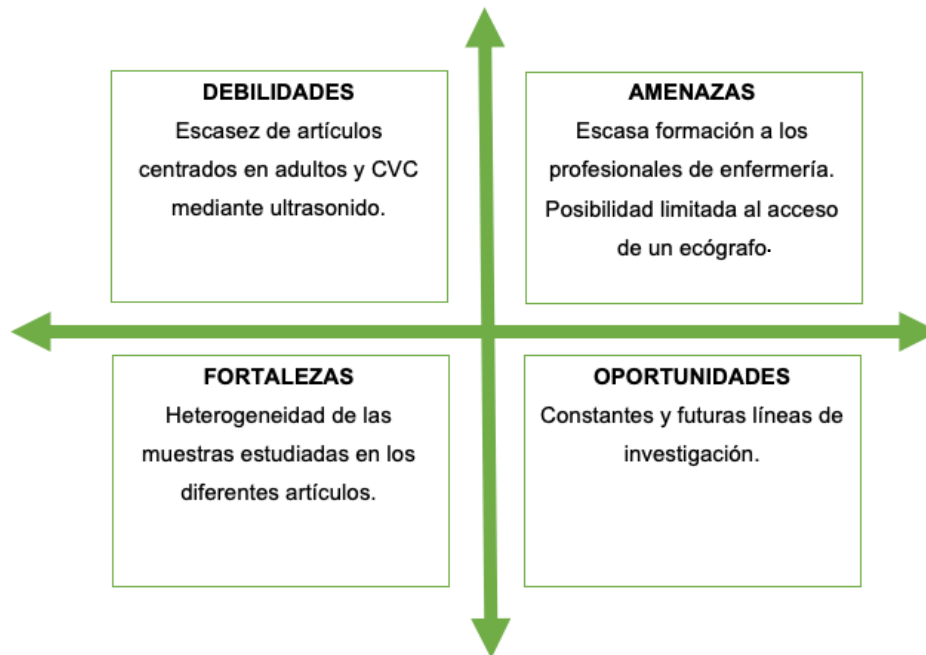 DEBILIDADES
Escasez de artículos
centrados en adultos y CVC
mediante ultrasonido.
AMENAZAS
Escasa formación a los
profesionales de enfermería.
Posibilidad limitada al acceso
de un ecógrafo.
FORTALEZAS
Heterogeneidad de las
muestras estudiadas en los
diferentes artículos.
OPORTUNIDADES
Constantes y futuras líneas de
investigación.